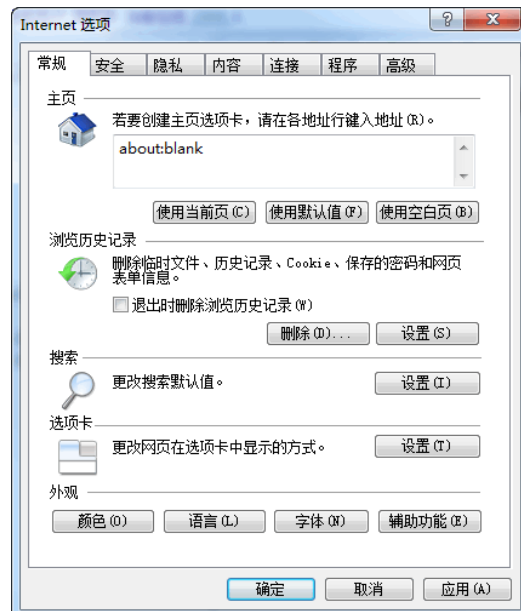 Internet 选项
常规 安全 隐私 内容 连接 程序 高级
主页
若要创建主页选项卡，请在各地址行键入地址(R)。
about:blank
使用当前页(C) 使用默认值(F) 使用空白页(B)
浏览历史记录
删除临时文件、历史记录、Cookie、保存的密码和网页
表单信息。
退出时删除浏览历史记录(W)
删除(D)... 设置(S)
搜索
更改搜索默认值。 设置(I)
选项卡
更改网页在选项卡中显示的方式。 设置(T)
外观
颜色(O) 语言(L) 字体(N) 辅助功能(E)
确定 取消 应用(A)